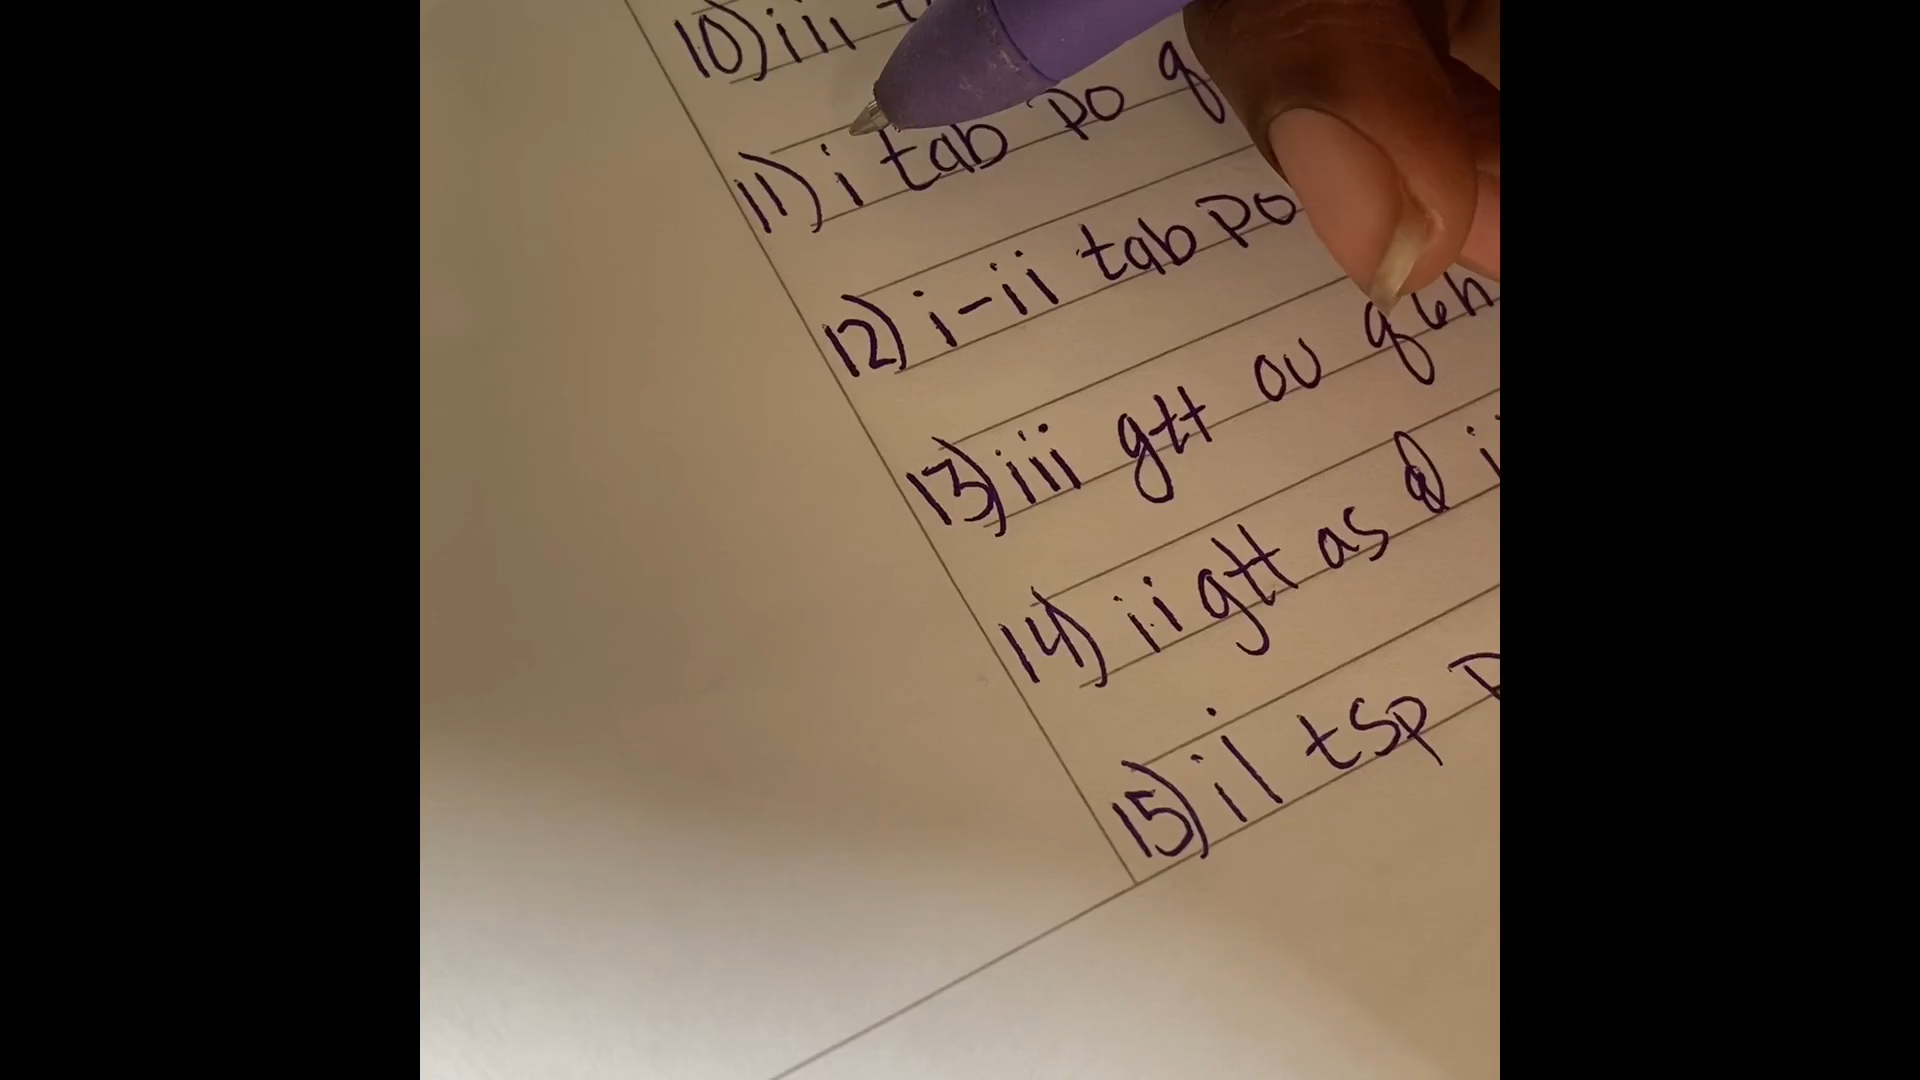 10) iii
11) i tab po q
12) i-ii tab po
13) iii gtt ou q6h
14) ii gtt as
15) i| tsp